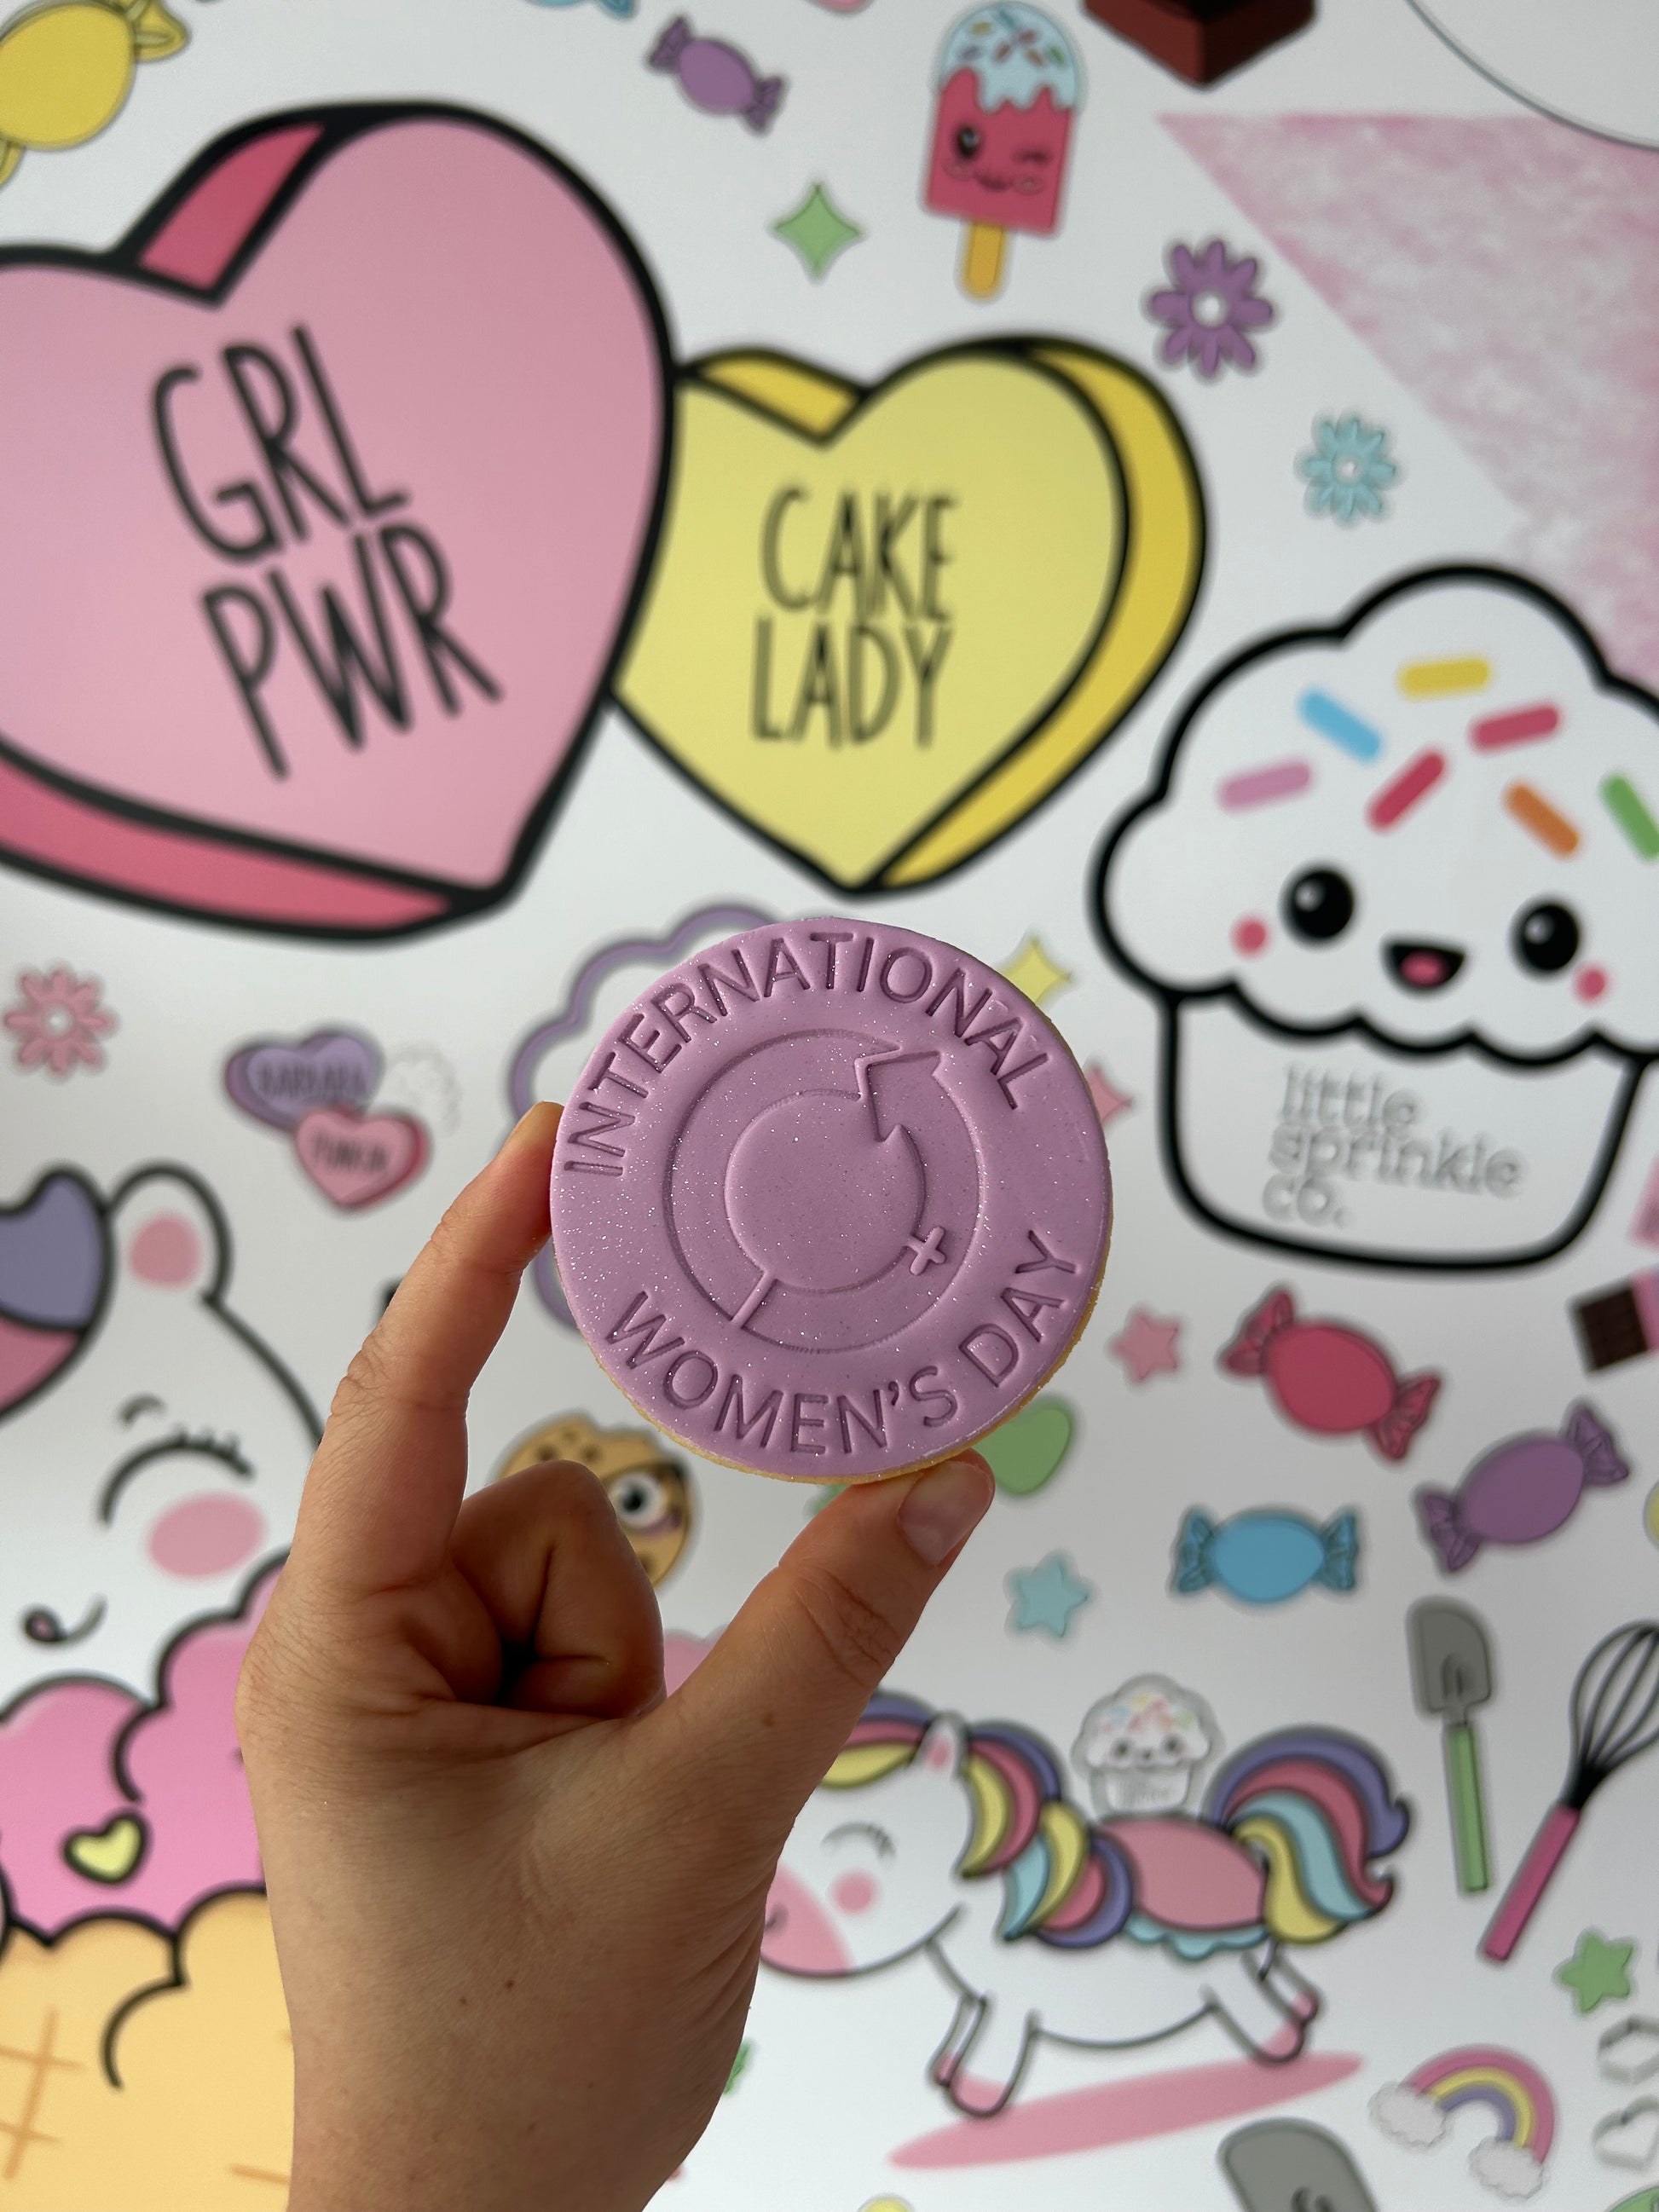 GRL
PWR
CAKE
LADY
INTERNATIONAL
WOMEN'S DAY
little
sprinkle
co.